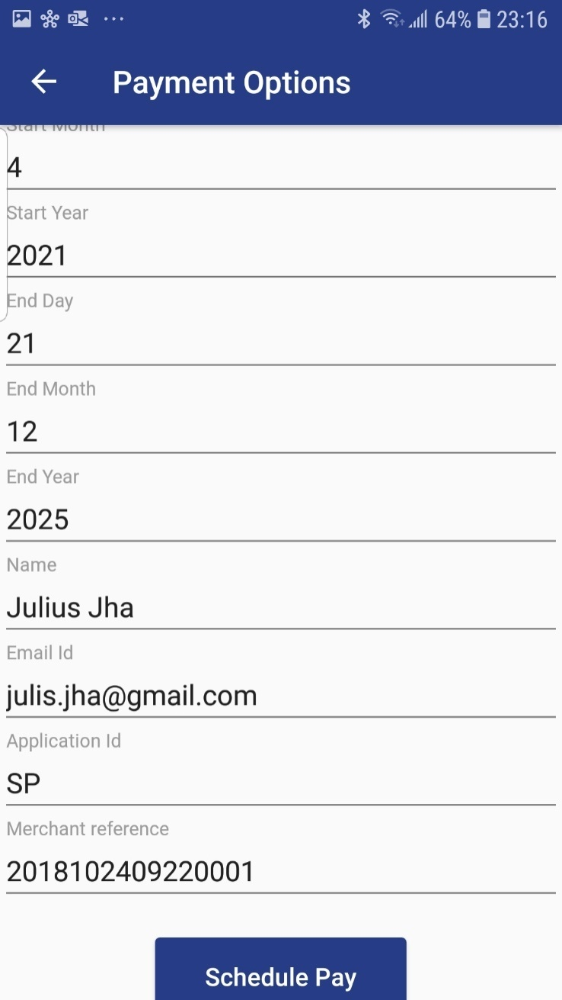 64% 23:16
Payment Options
Start Month
4
Start Year
2021
End Day
21
End Month
12
End Year
2025
Name
Julius Jha
Email Id
julis.jha@gmail.com
Application Id
SP
Merchant reference
2018102409220001
Schedule Pay